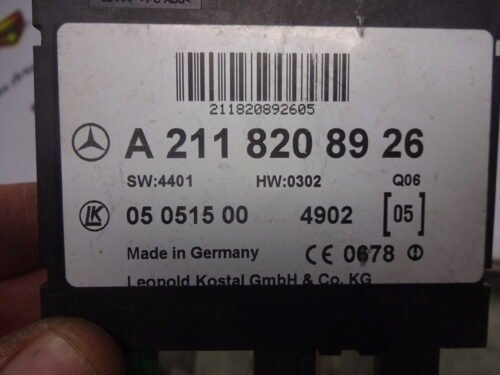 211820892605
A 211 820 89 26
SW:4401 HW:0302 Q06
LK 05 0515 00 4902 [05]
Made in Germany CE 0678
Leopold Kostal GmbH & Co. KG